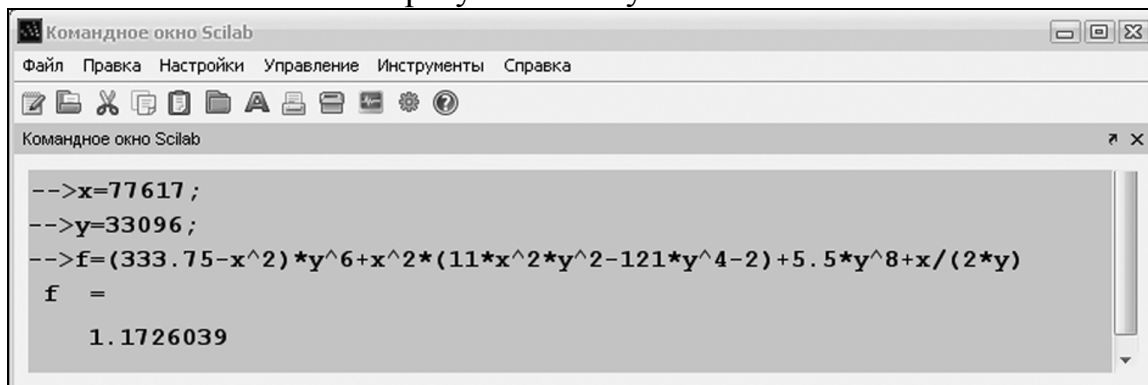 Командное окно Scilab
Файл Правка Настройки Управление Инструменты Справка
Командное окно Scilab
-->x=77617;
-->y=33096;
-->f=(333.75-x^2)*y^6+x^2*(11*x^2*y^2-121*y^4-2)+5.5*y^8+x/(2*y)
f =
1.1726039